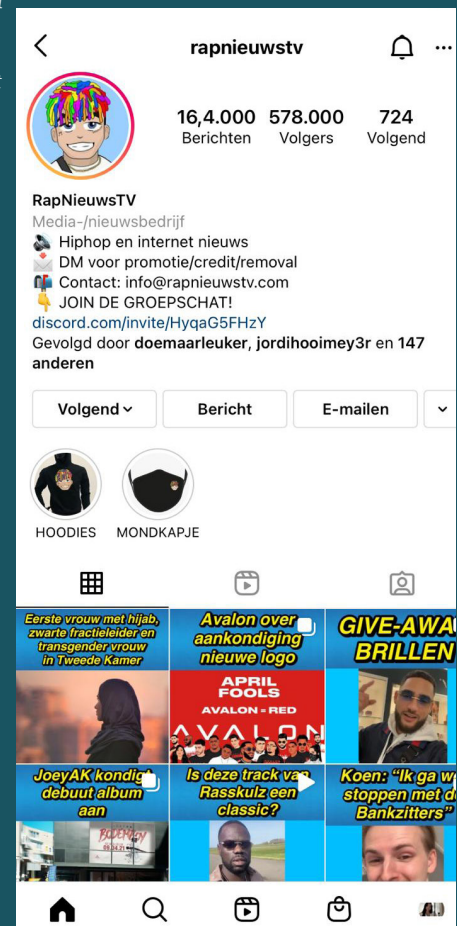 rapnieuwstv
16,4.000 578.000 724
Berichten Volgers Volgend
RapNieuwsTV
Media-/nieuwsbedrijf
Hiphop en internet nieuws
DM voor promotie/credit/removal
Contact: info@rapnieuwstv.com
JOIN DE GROEPSCHAT!
discord.com/invite/HyqaG5FHzY
Gevolgd door doemaarleuker, jordihooimey3r en 147
anderen
Volgend Bericht E-mailen
HOODIES MONDKAPJE
Eerste vrouw met hijab,
zwarte fractieleider en
transgender vrouw
in Tweede Kamer
Avalon over
aankondiging
nieuwe logo
APRIL
FOOLS
AVALON = RED
AVALON
GIVE-AWA
BRILLEN
JoeyAK kondigt
debuut album
aan
BODEMBOY
09.04.21
Is deze track van
Rasskulz een
classic?
Koen: “Ik ga w
stoppen met d
Bankzitters”